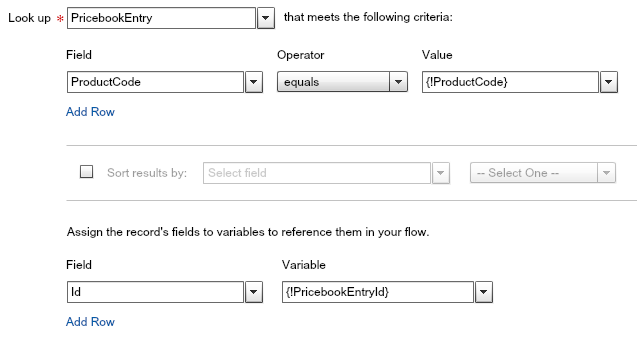 Look up * PricebookEntry that meets the following criteria:
Field Operator Value
ProductCode equals {!ProductCode}
Add Row
Sort results by: Select field -- Select One --
Assign the record's fields to variables to reference them in your flow.
Field Variable
Id {!PricebookEntryId}
Add Row